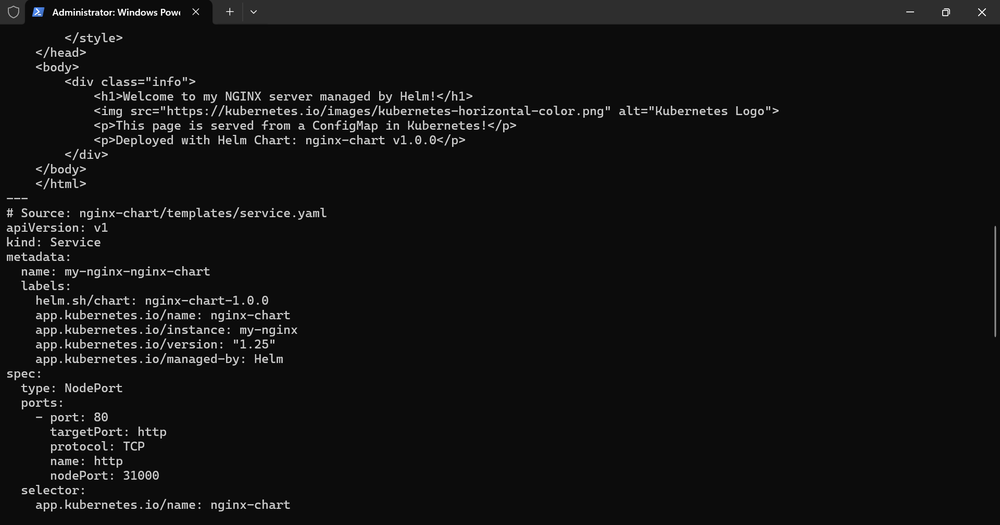 Administrator: Windows Pow
</style>
</head>
<body>
<div class="info">
<h1>Welcome to my NGINX server managed by Helm!</h1>
<img src="https://kubernetes.io/images/kubernetes-horizontal-color.png" alt="Kubernetes Logo">
<p>This page is served from a ConfigMap in Kubernetes!</p>
<p>Deployed with Helm Chart: nginx-chart v1.0.0</p>
</div>
</body>
</html>
---
# Source: nginx-chart/templates/service.yaml
apiVersion: v1
kind: Service
metadata:
  name: my-nginx-nginx-chart
  labels:
    helm.sh/chart: nginx-chart-1.0.0
    app.kubernetes.io/name: nginx-chart
    app.kubernetes.io/instance: my-nginx
    app.kubernetes.io/version: "1.25"
    app.kubernetes.io/managed-by: Helm
spec:
  type: NodePort
  ports:
    - port: 80
      targetPort: http
      protocol: TCP
      name: http
      nodePort: 31000
  selector:
    app.kubernetes.io/name: nginx-chart